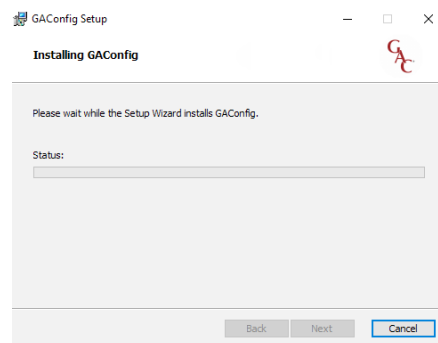 GAConfig Setup
Installing GAConfig
GAC
Please wait while the Setup Wizard installs GAConfig.
Status:
Back
Next
Cancel